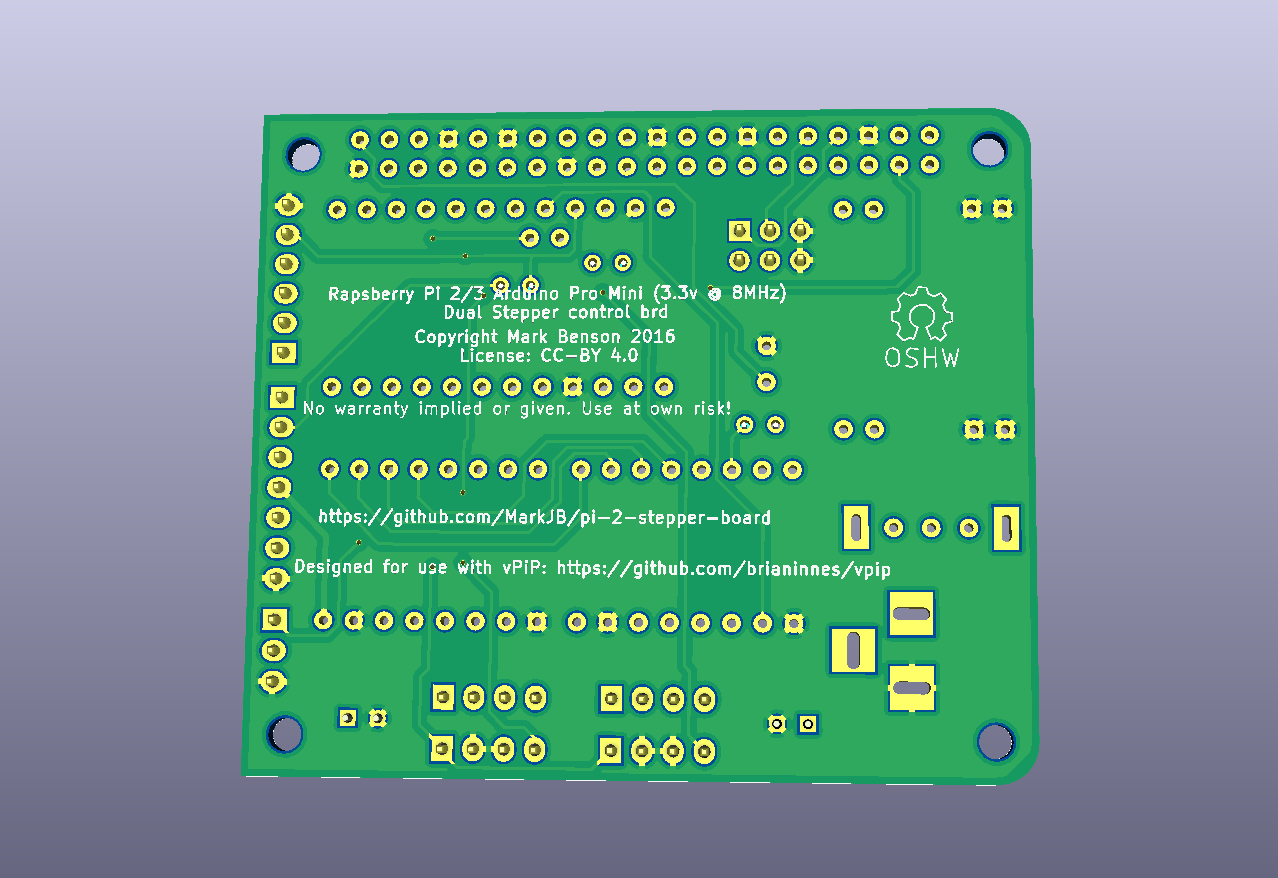 Rapsberry Pi 2/3 Arduino Pro Mini (3.3v @ 8MHz)
Dual Stepper control brd
Copyright Mark Benson 2016
License: CC-BY 4.0
OSHW
No warranty implied or given. Use at own risk!
https://github.com/MarkJB/pi-2-stepper-board
Designed for use with vPiP: https://github.com/brianinnes/vpip